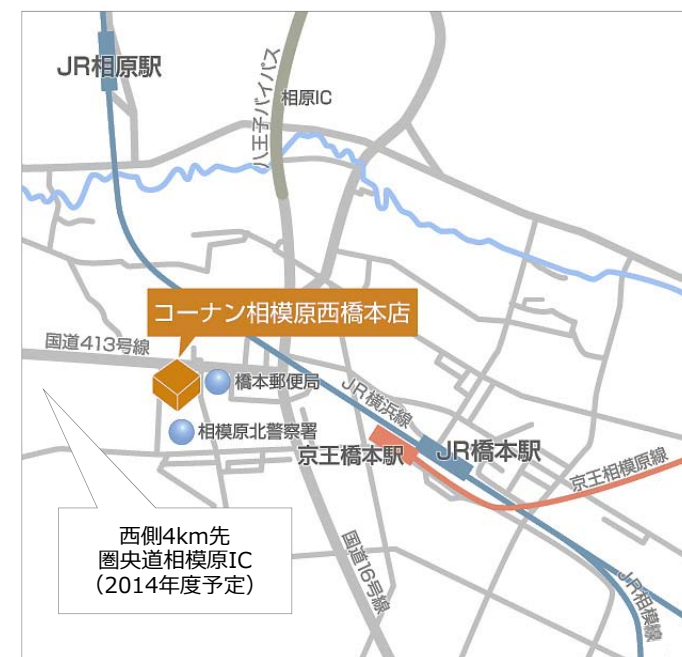 JR相原駅
八王子バイパス
相原IC
コーナン相模原西橋本店
国道413号線
橋本郵便局
JR横浜線
相模原北警察署
京王橋本駅
JR橋本駅
京王相模原線
西側4km先
圏央道相模原IC
（2014年度予定）
国道16号線
JR相模線